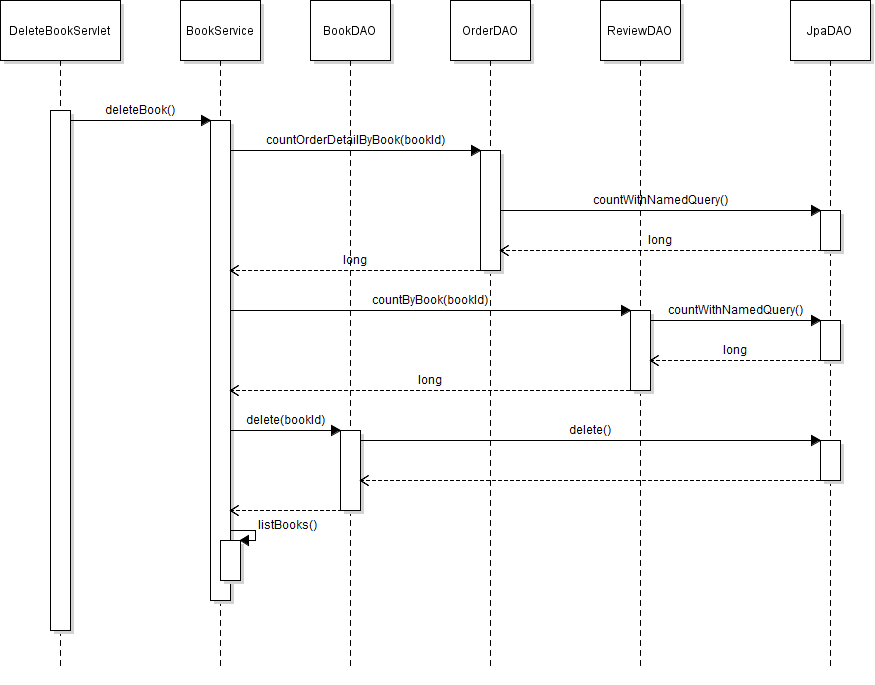 DeleteBookServlet
BookService
BookDAO
OrderDAO
ReviewDAO
JpaDAO
deleteBook()
countOrderDetailByBook(bookId)
countWithNamedQuery()
long
long
countByBook(bookId)
countWithNamedQuery()
long
long
delete(bookId)
delete()
listBooks()